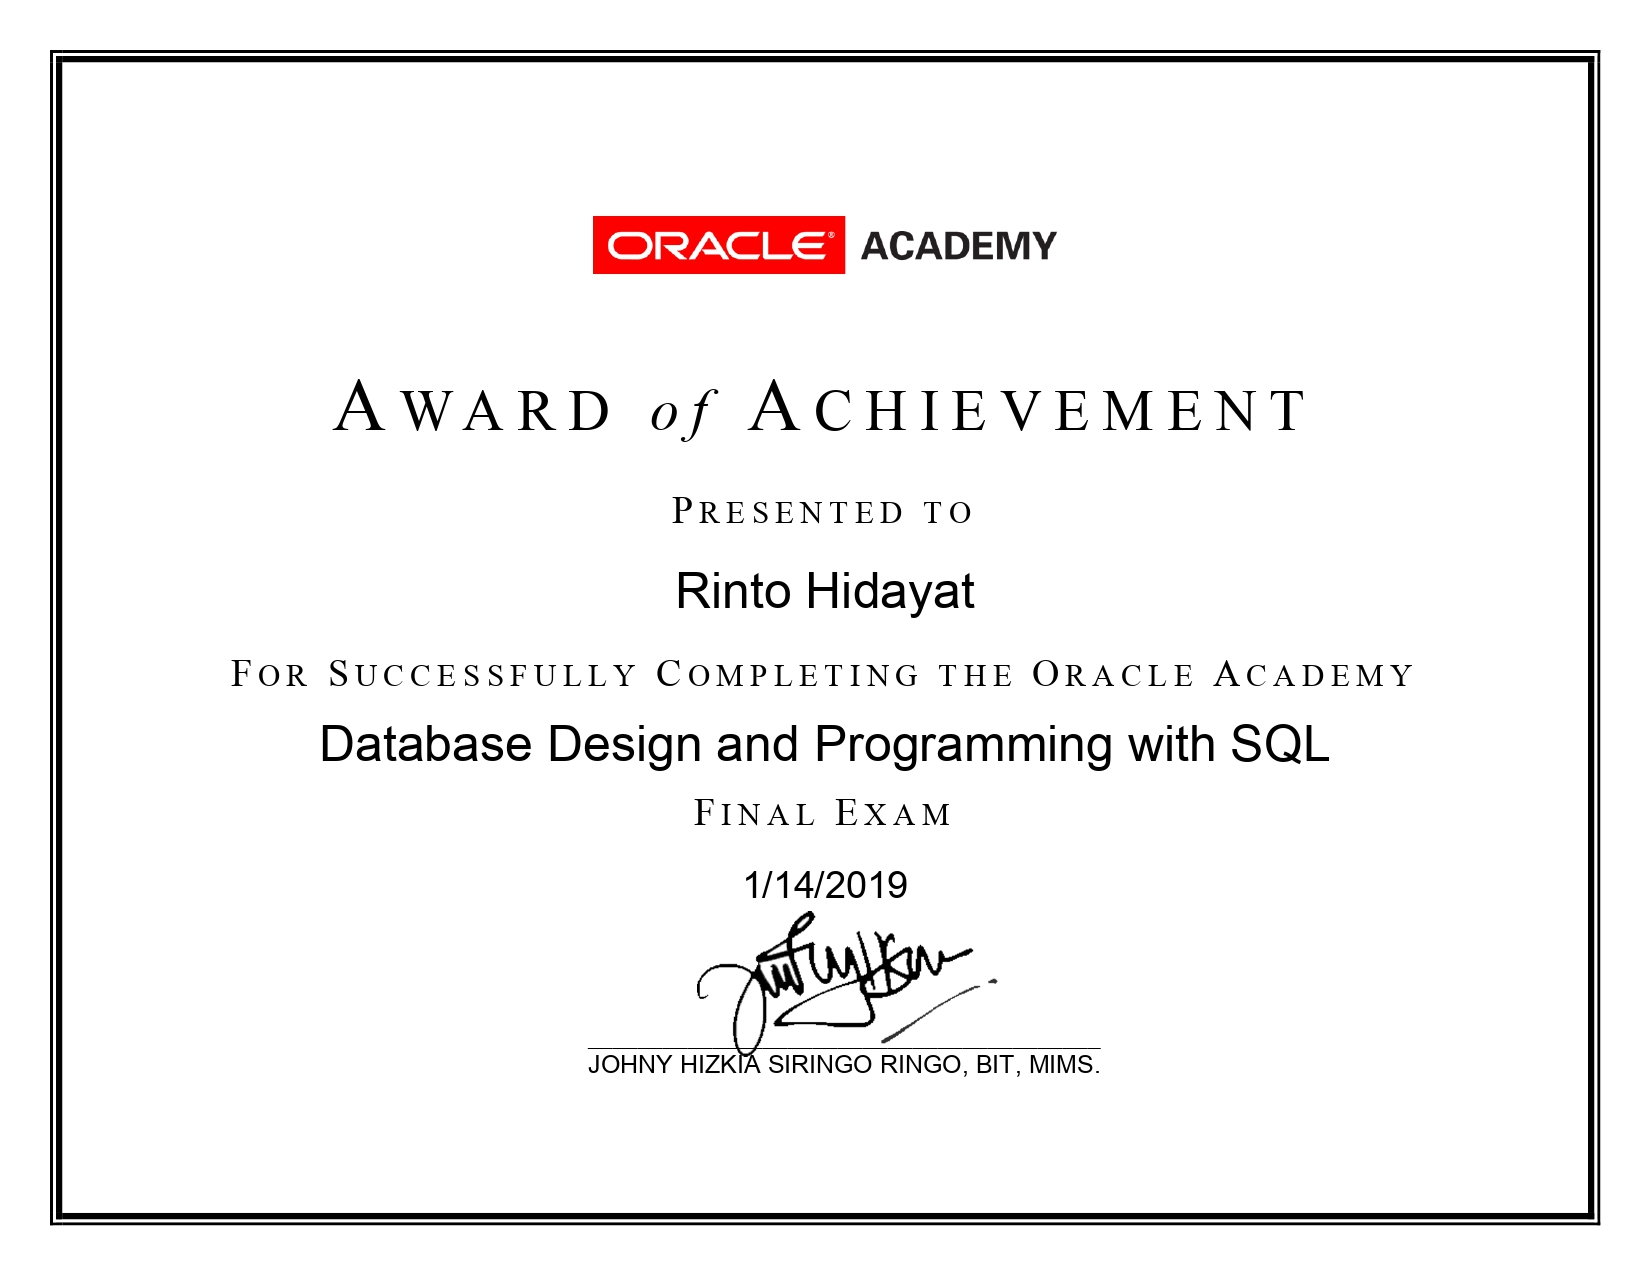 ORACLE® ACADEMY
AWARD of ACHIEVEMENT
PRESENTED TO
Rinto Hidayat
FOR SUCCESSFULLY COMPLETING THE ORACLE ACADEMY
Database Design and Programming with SQL
FINAL EXAM
1/14/2019
JOHNY HIZKIA SIRINGO RINGO, BIT, MIMS.